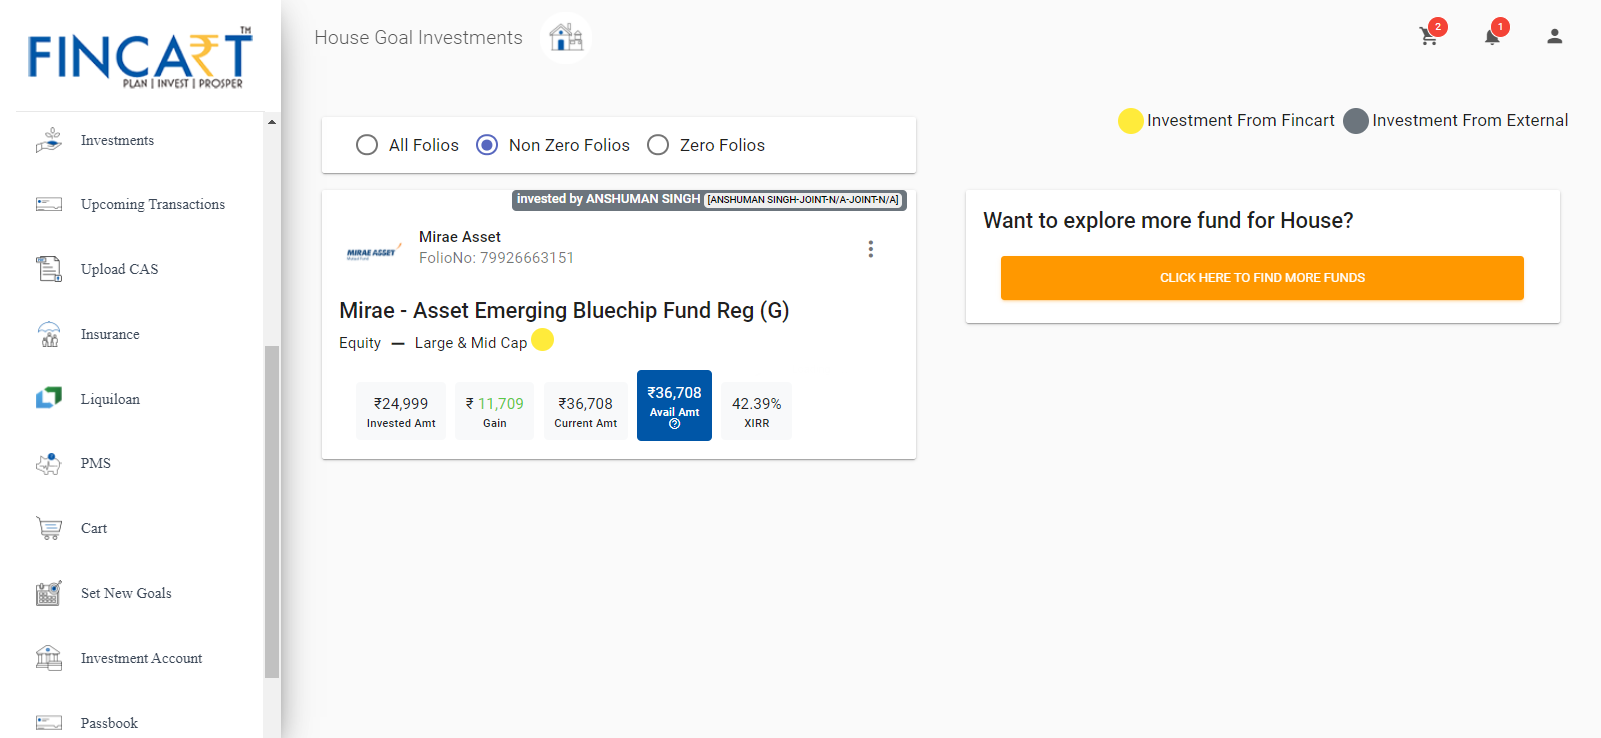 FINCART™
PLAN | INVEST | PROSPER
House Goal Investments
2
1
Investments
Upcoming Transactions
Upload CAS
Insurance
Liquiloan
PMS
Cart
Set New Goals
Investment Account
Passbook
Investment From Fincart
Investment From External
All Folios
Non Zero Folios
Zero Folios
invested by ANSHUMAN SINGH [ANSHUMAN SINGH-JOINT-N/A-JOINT-N/A]
MIRAE ASSET
Mutual Fund
Mirae Asset
FolioNo: 79926663151
Mirae - Asset Emerging Bluechip Fund Reg (G)
Equity — Large & Mid Cap
₹24,999
Invested Amt
₹ 11,709
Gain
₹36,708
Current Amt
₹36,708
Avail Amt
?
42.39%
XIRR
Want to explore more fund for House?
CLICK HERE TO FIND MORE FUNDS